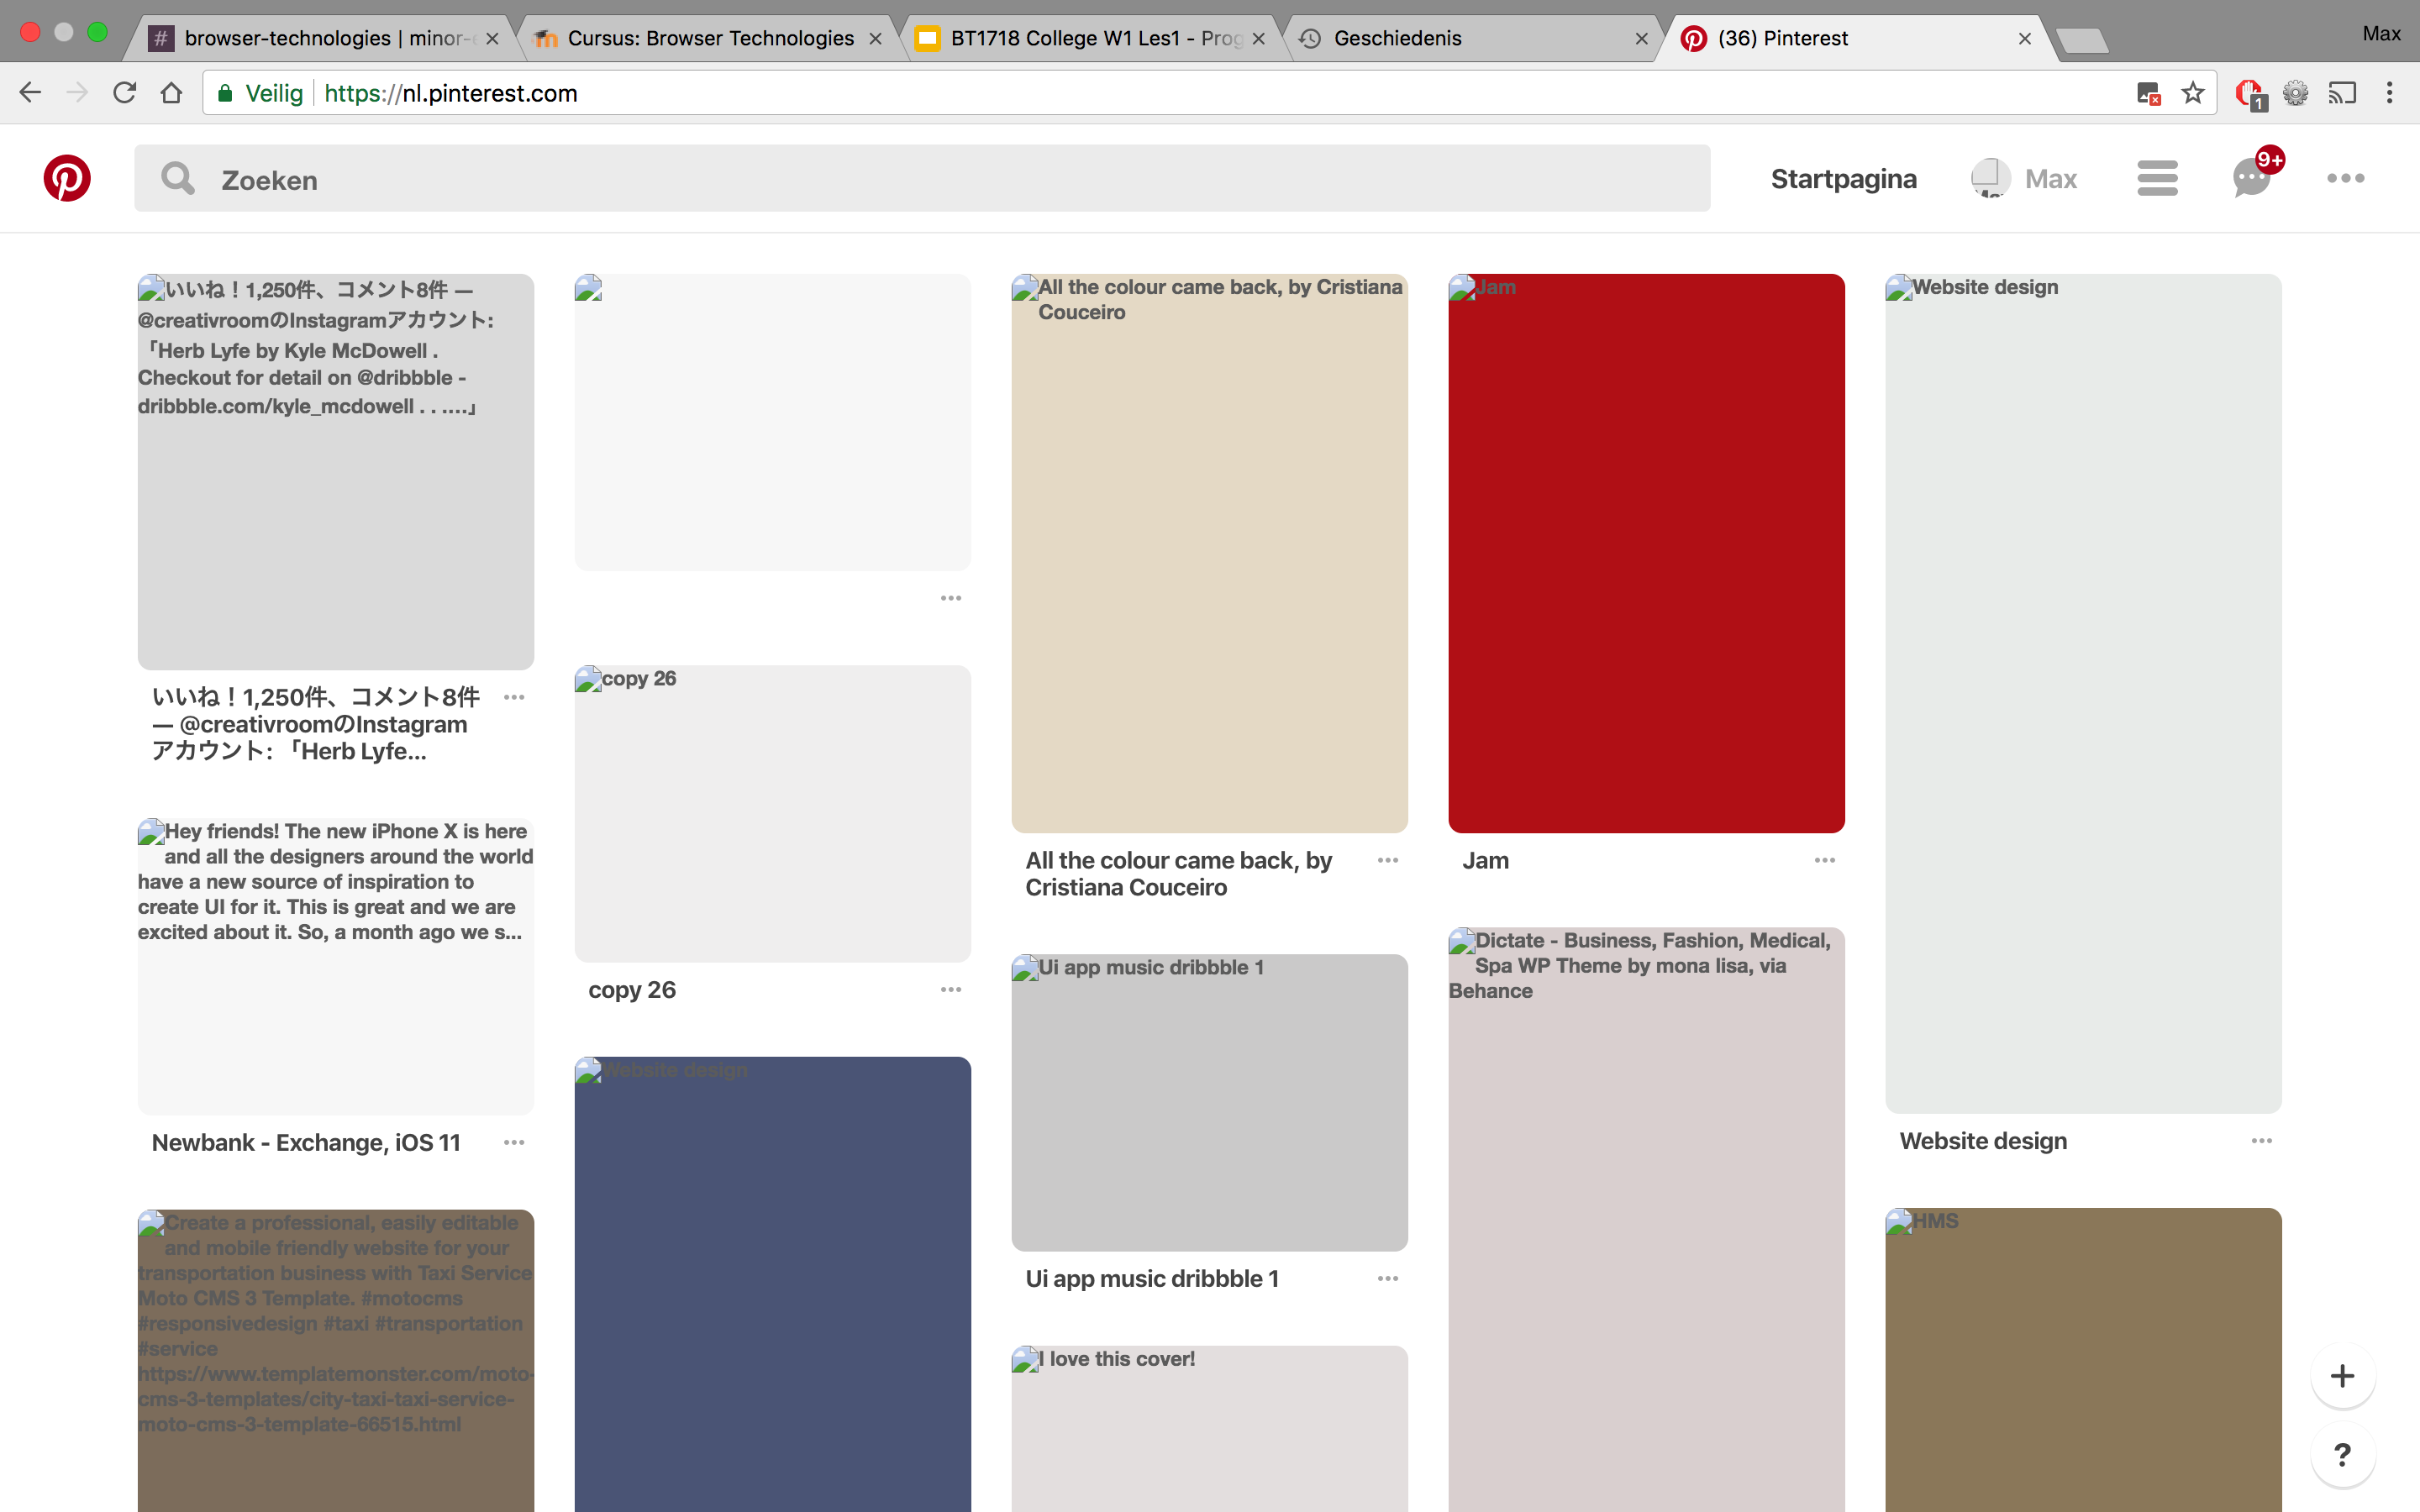 # browser-technologies | minor-e
Cursus: Browser Technologies
BT1718 College W1 Les1 - Prog
Geschiedenis
(36) Pinterest
Max
Veilig
https://nl.pinterest.com
1
Zoeken
Startpagina
Max
9+
いいね！1,250件、コメント8件 —
@creativroomのInstagramアカウント:
「Herb Lyfe by Kyle McDowell .
Checkout for detail on @dribbble -
dribbble.com/kyle_mcdowell . . ....」
いいね！1,250件、コメント8件
— @creativroomのInstagram
アカウント: 「Herb Lyfe...
Hey friends! The new iPhone X is here
and all the designers around the world
have a new source of inspiration to
create UI for it. This is great and we are
excited about it. So, a month ago we s...
Newbank - Exchange, iOS 11
Create a professional, easily editable
and mobile friendly website for your
transportation business with Taxi Service
Moto CMS 3 Template. #motocms
#responsivedesign #taxi #transportation
#service
https://www.templatemonster.com/moto-
cms-3-templates/city-taxi-taxi-service-
moto-cms-3-template-66515.html
copy 26
copy 26
Website design
All the colour came back, by Cristiana
Couceiro
All the colour came back, by
Cristiana Couceiro
Ui app music dribbble 1
Ui app music dribbble 1
I love this cover!
Jam
Jam
Dictate - Business, Fashion, Medical,
Spa WP Theme by mona lisa, via
Behance
Website design
Website design
HMS
+
?